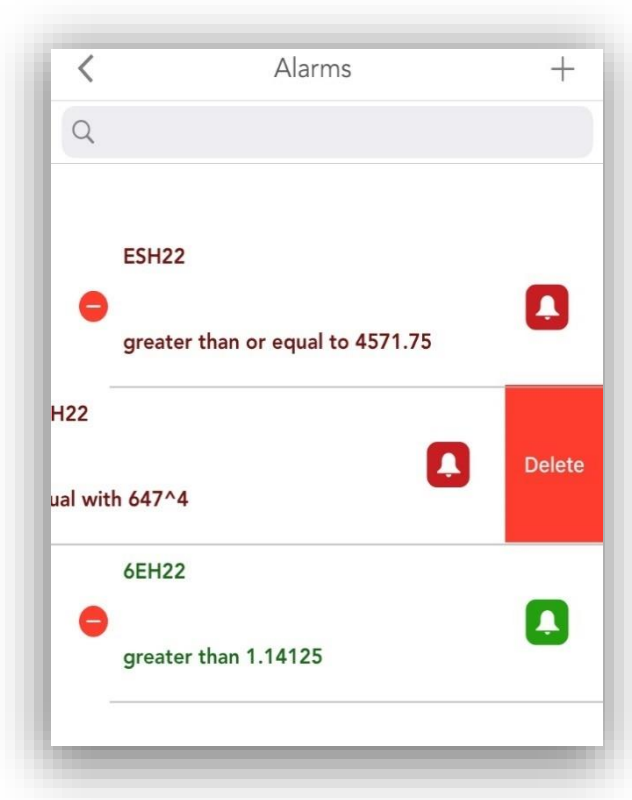 Alarms
ESH22
greater than or equal to 4571.75
H22
ual with 647^4
Delete
6EH22
greater than 1.14125